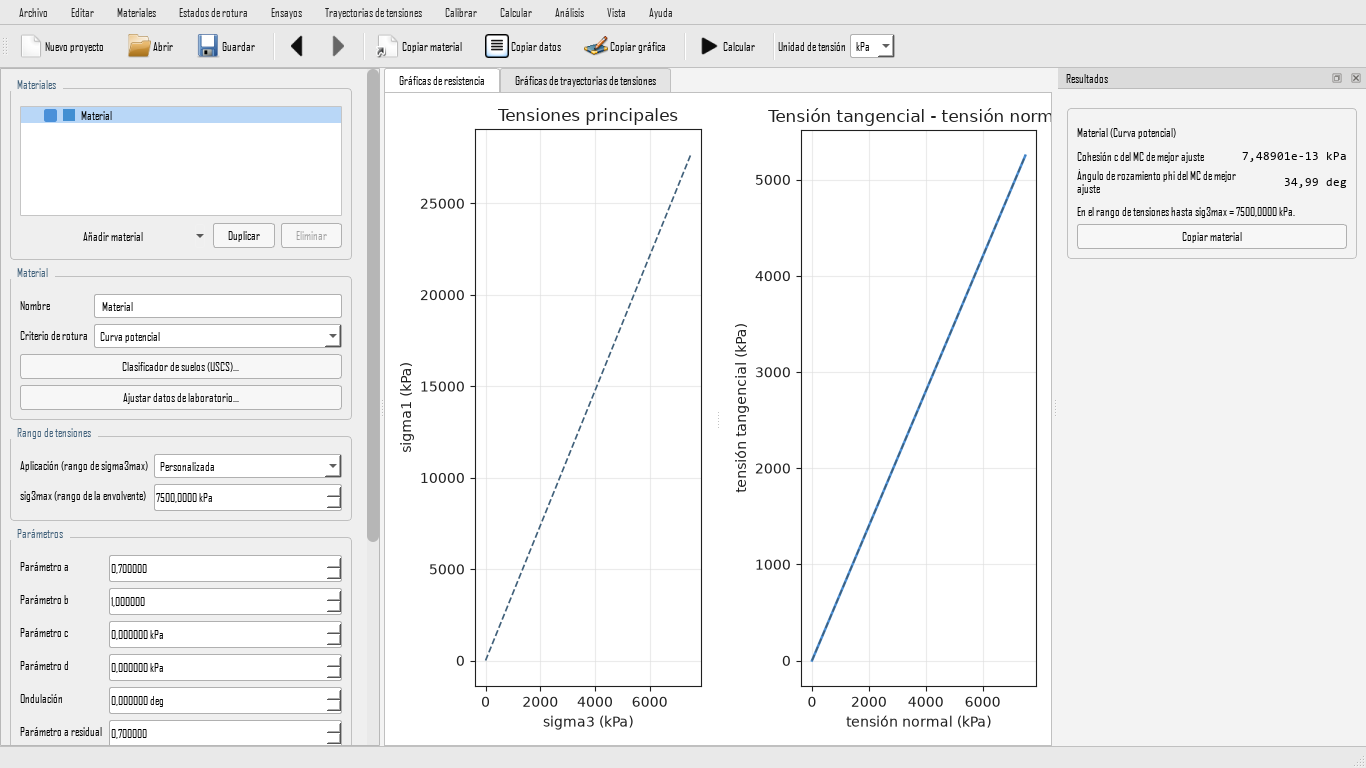 Archivo Editar Materiales Estados de rotura Ensayos Trayectorias de tensiones Calibrar Calcular Análisis Vista Ayuda
Nuevo proyecto Abrir Guardar Copiar material Copiar datos Copiar gráfica Calcular Unidad de tensión kPa
Materiales
Material
Añadir material Duplicar Eliminar
Material
Nombre Material
Criterio de rotura Curva potencial
Clasificador de suelos (USCS)...
Ajustar datos de laboratorio...
Rango de tensiones
Aplicación (rango de sigma3max) Personalizada
sig3max (rango de la envolvente) 7500,0000 kPa
Parámetros
Parámetro a 0,700000
Parámetro b 1,000000
Parámetro c 0,000000 kPa
Parámetro d 0,000000 kPa
Ondulación 0,000000 deg
Parámetro a residual 0,700000
Gráficas de resistencia Gráficas de trayectorias de tensiones
Tensiones principales
sigma1 (kPa)
25000
20000
15000
10000
5000
0
0 2000 4000 6000
sigma3 (kPa)
Tensión tangencial - tensión norm
tensión tangencial (kPa)
5000
4000
3000
2000
1000
0
0 2000 4000 6000
tensión normal (kPa)
Resultados
Material (Curva potencial)
Cohesión c del MC de mejor ajuste 7,48901e-13 kPa
Ángulo de rozamiento phi del MC de mejor
ajuste 34,99 deg
En el rango de tensiones hasta sig3max = 7500,0000 kPa.
Copiar material